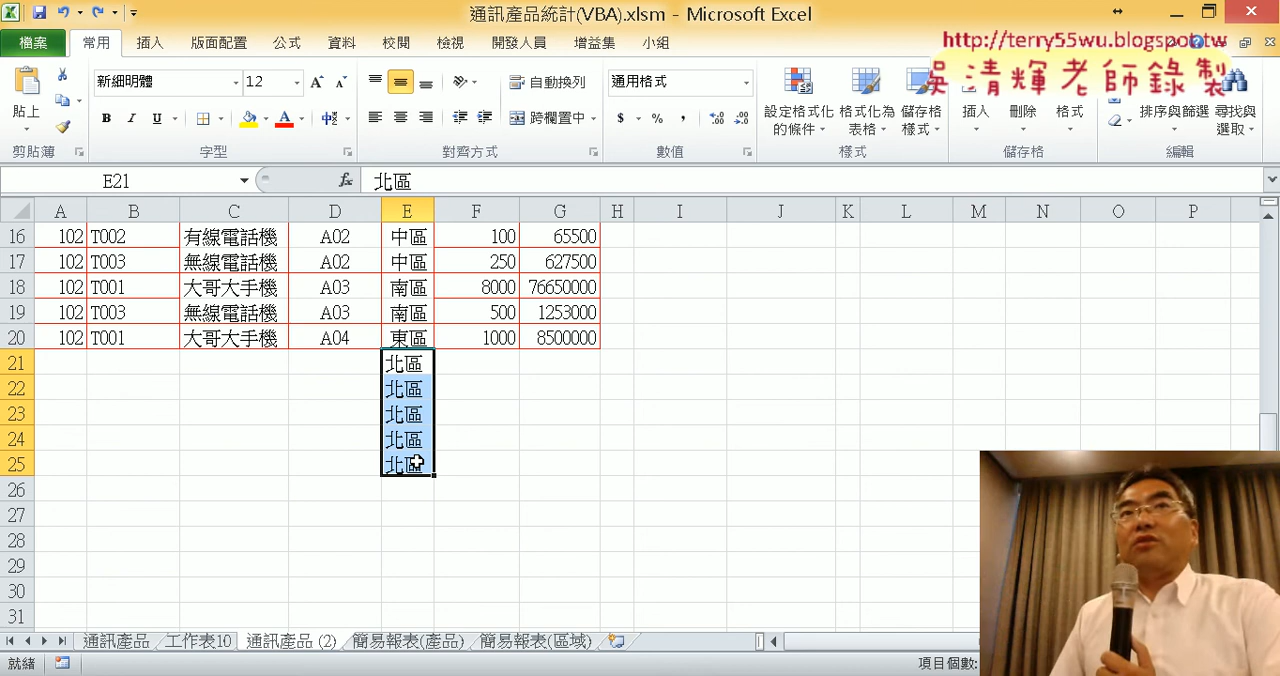 通訊產品統計(VBA).xlsm - Microsoft Excel
檔案 常用 插入 版面配置 公式 資料 校閱 檢視 開發人員 增益集 小組
http://terry55wu.blogspot.tw
吳清輝老師錄製
貼上 新細明體 12 自動換列 通用格式 設定格式化的條件 格式化為表格 儲存格樣式 插入 刪除 格式 排序與篩選 尋找與選取
B I U A 跨欄置中 $ %
剪貼簿 字型 對齊方式 數值 樣式 儲存格 編輯
E21 fx 北區
A B C D E F G H I J K L M N O P
16 102 T002 有線電話機 A02 中區 100 65500
17 102 T003 無線電話機 A02 中區 250 627500
18 102 T001 大哥大手機 A03 南區 8000 76650000
19 102 T003 無線電話機 A03 南區 500 1253000
20 102 T001 大哥大手機 A04 東區 1000 8500000
21 北區
22 北區
23 北區
24 北區
25 北區
26
27
28
29
30
31
通訊產品 工作表10 通訊產品 (2) 簡易報表(產品) 簡易報表(區域)
就緒 項目個數: